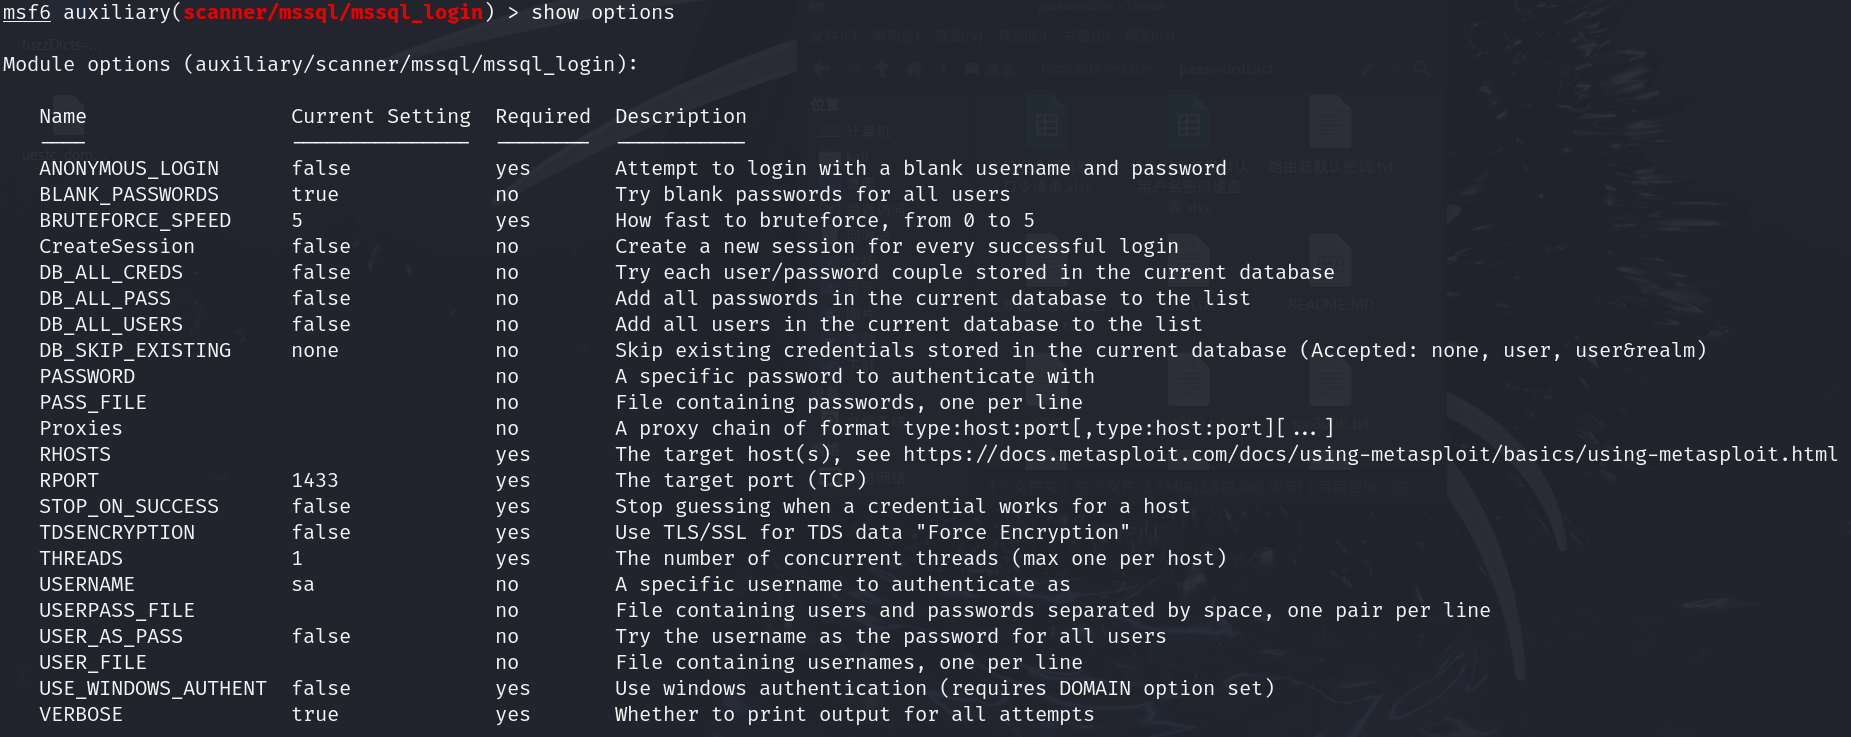 msf6 auxiliary(scanner/mssql/mssql_login) > show options
Module options (auxiliary/scanner/mssql/mssql_login):
Name Current Setting Required Description
ANONYMOUS_LOGIN false yes Attempt to login with a blank username and password
BLANK_PASSWORDS true no Try blank passwords for all users
BRUTEFORCE_SPEED 5 yes How fast to bruteforce, from 0 to 5
CreateSession false no Create a new session for every successful login
DB_ALL_CREDS false no Try each user/password couple stored in the current database
DB_ALL_PASS false no Add all passwords in the current database to the list
DB_ALL_USERS false no Add all users in the current database to the list
DB_SKIP_EXISTING none no Skip existing credentials stored in the current database (Accepted: none, user, user&realm)
PASSWORD no A specific password to authenticate with
PASS_FILE no File containing passwords, one per line
Proxies no A proxy chain of format type:host:port[,type:host:port][...]
RHOSTS yes The target host(s), see https://docs.metasploit.com/docs/using-metasploit/basics/using-metasploit.html
RPORT 1433 yes The target port (TCP)
STOP_ON_SUCCESS false yes Stop guessing when a credential works for a host
TDSENCRYPTION false yes Use TLS/SSL for TDS data "Force Encryption"
THREADS 1 yes The number of concurrent threads (max one per host)
USERNAME sa no A specific username to authenticate as
USERPASS_FILE no File containing users and passwords separated by space, one pair per line
USER_AS_PASS false no Try the username as the password for all users
USER_FILE no File containing usernames, one per line
USE_WINDOWS_AUTHENT false yes Use windows authentication (requires DOMAIN option set)
VERBOSE true yes Whether to print output for all attempts